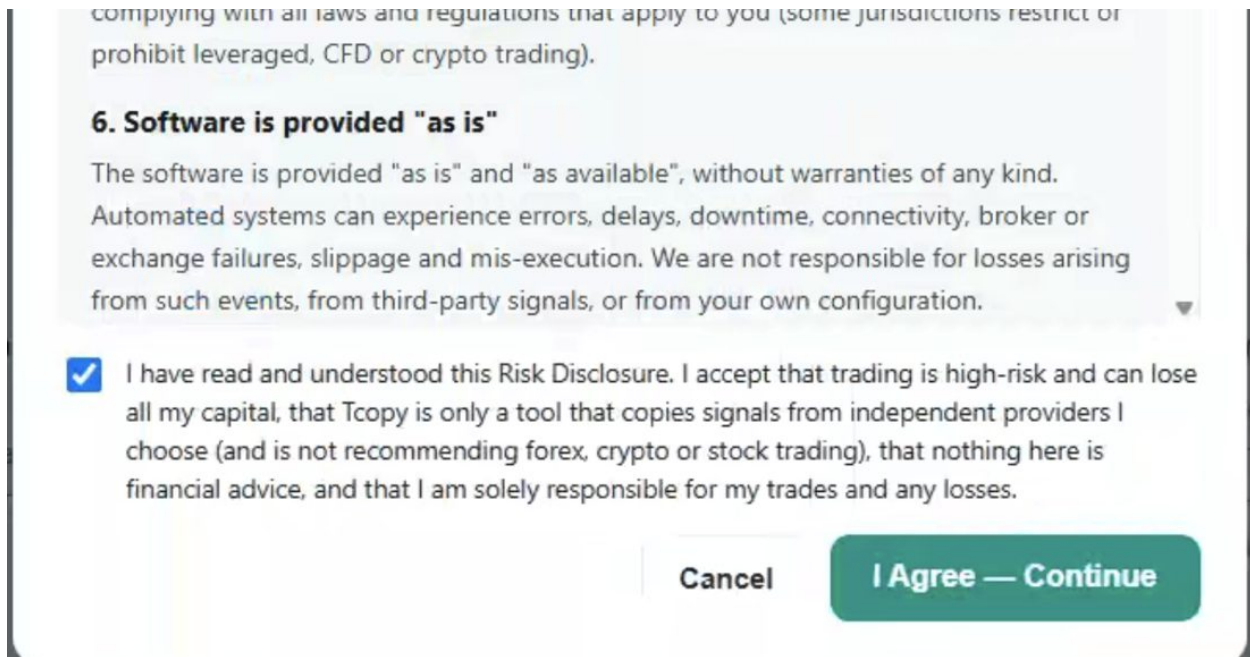 complying with all laws and regulations that apply to you (some jurisdictions restrict or
prohibit leveraged, CFD or crypto trading).
6. Software is provided "as is"
The software is provided "as is" and "as available", without warranties of any kind.
Automated systems can experience errors, delays, downtime, connectivity, broker or
exchange failures, slippage and mis-execution. We are not responsible for losses arising
from such events, from third-party signals, or from your own configuration.
I have read and understood this Risk Disclosure. I accept that trading is high-risk and can lose
all my capital, that Tcopy is only a tool that copies signals from independent providers I
choose (and is not recommending forex, crypto or stock trading), that nothing here is
financial advice, and that I am solely responsible for my trades and any losses.
Cancel
I Agree — Continue